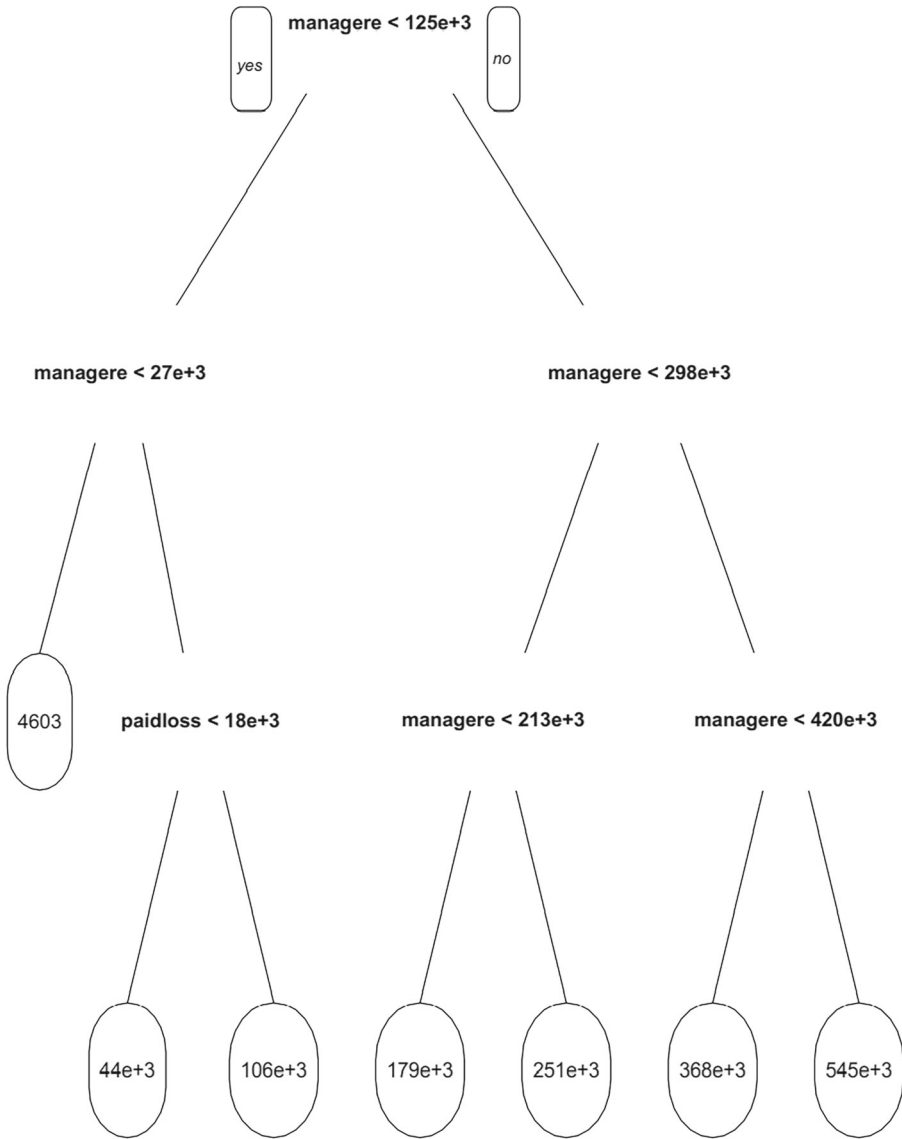 managere < 125e+3
yes
no
managere < 27e+3
managere < 298e+3
4603
paidloss < 18e+3
managere < 213e+3
managere < 420e+3
44e+3
106e+3
179e+3
251e+3
368e+3
545e+3